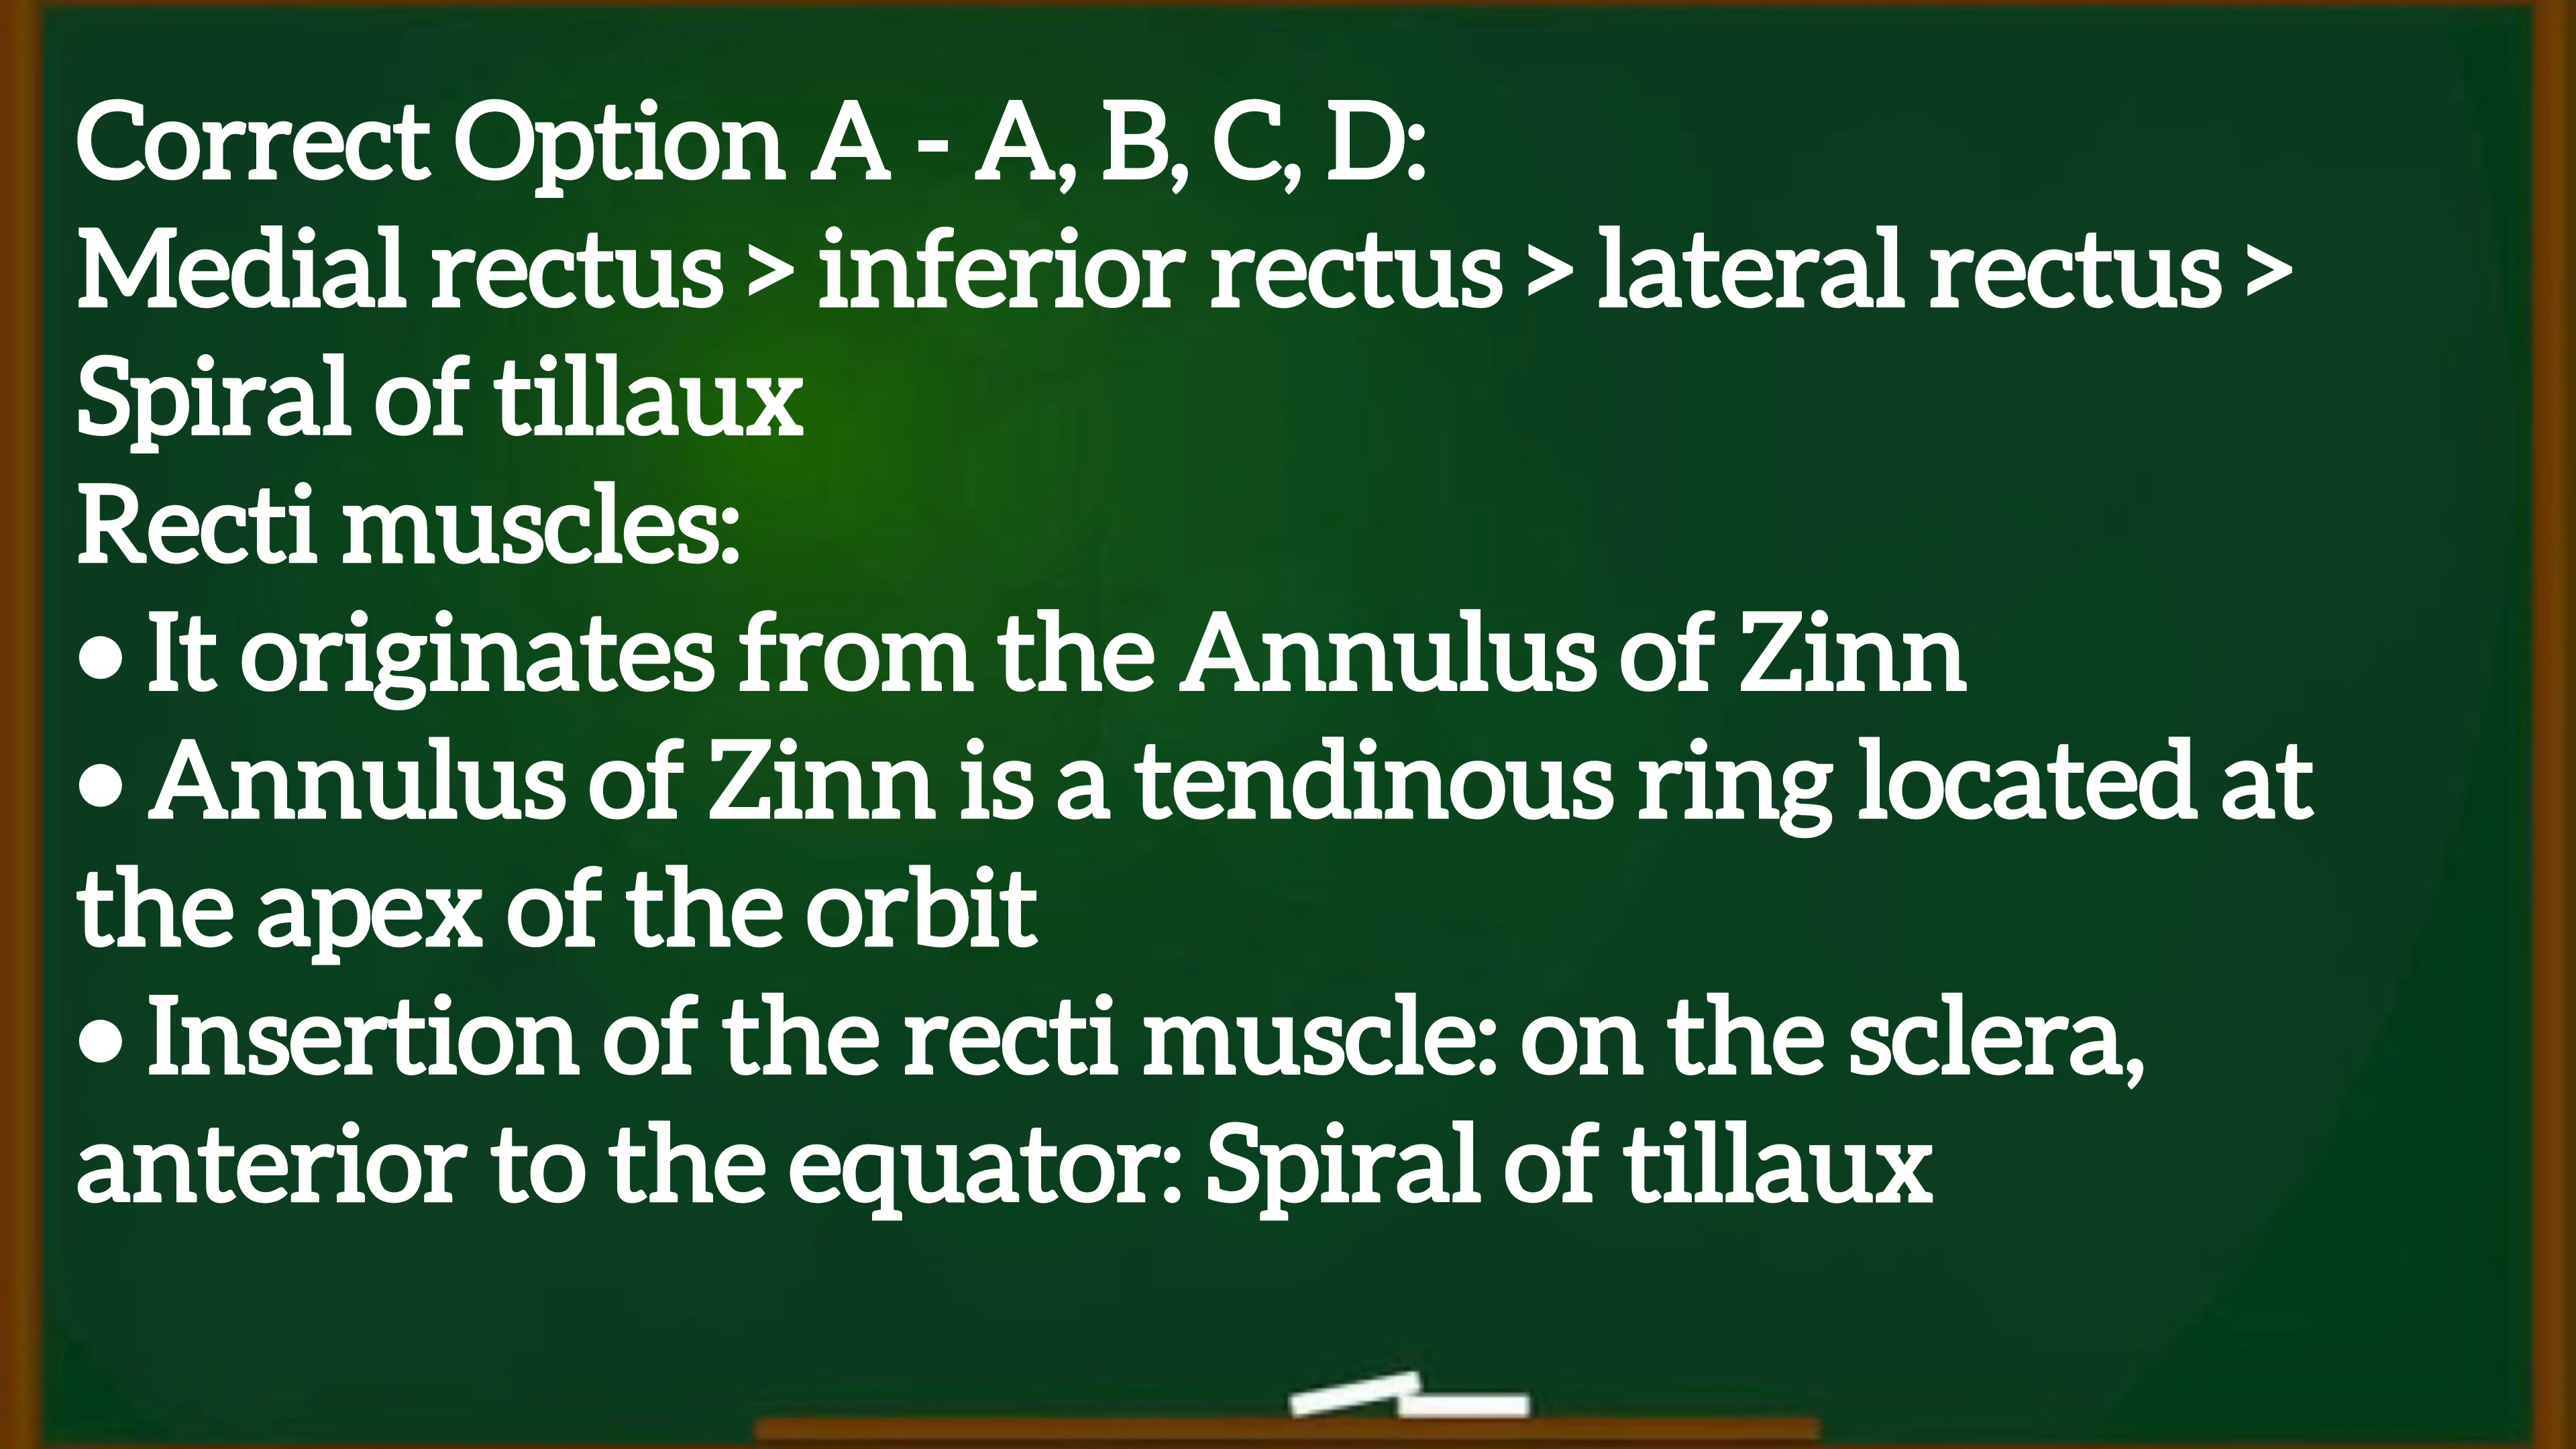 Correct Option A - A, B, C, D:
Medial rectus > inferior rectus > lateral rectus >
Spiral of tillaux
Recti muscles:
• It originates from the Annulus of Zinn
• Annulus of Zinn is a tendinous ring located at
the apex of the orbit
• Insertion of the recti muscle: on the sclera,
anterior to the equator: Spiral of tillaux